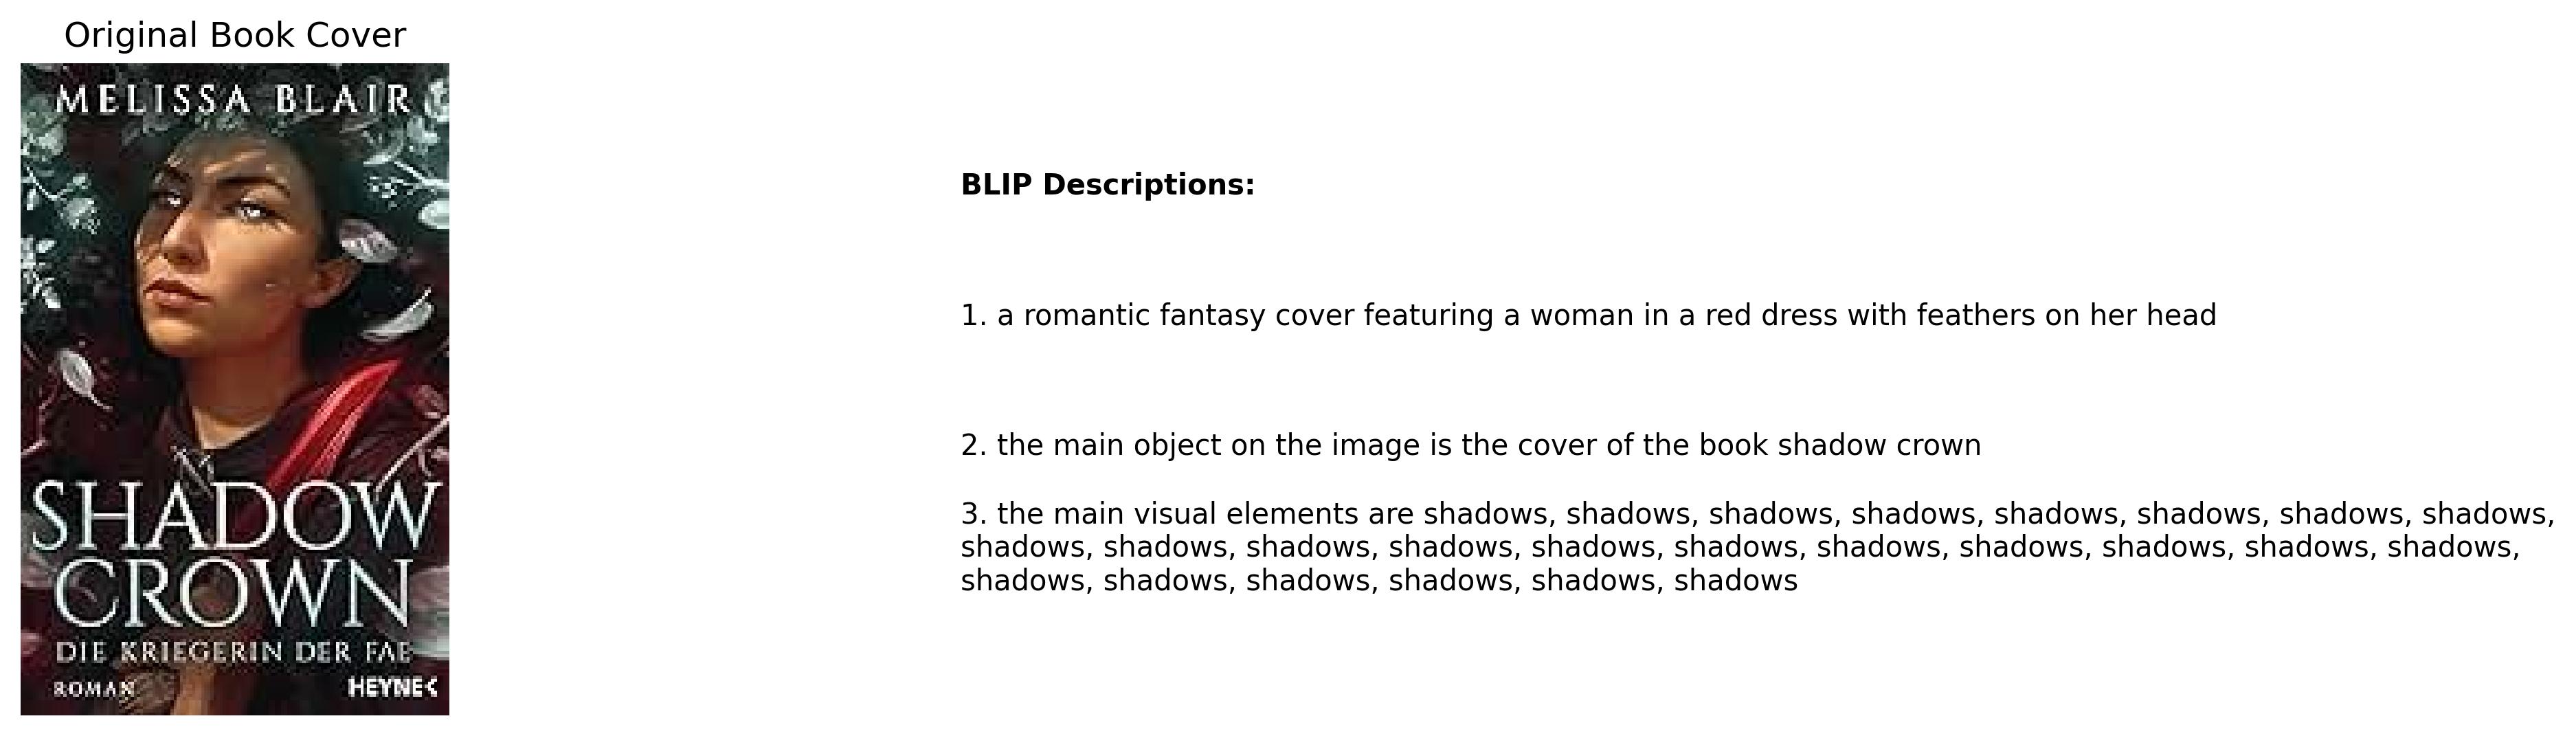 Original Book Cover
MELISSA BLAIR
SHADOW
CROWN
DIE KRIEGERIN DER FAE
ROMAN
HEYNE<
BLIP Descriptions:
1. a romantic fantasy cover featuring a woman in a red dress with feathers on her head
2. the main object on the image is the cover of the book shadow crown
3. the main visual elements are shadows, shadows, shadows, shadows, shadows, shadows, shadows, shadows,
shadows, shadows, shadows, shadows, shadows, shadows, shadows, shadows, shadows, shadows, shadows,
shadows, shadows, shadows, shadows, shadows, shadows